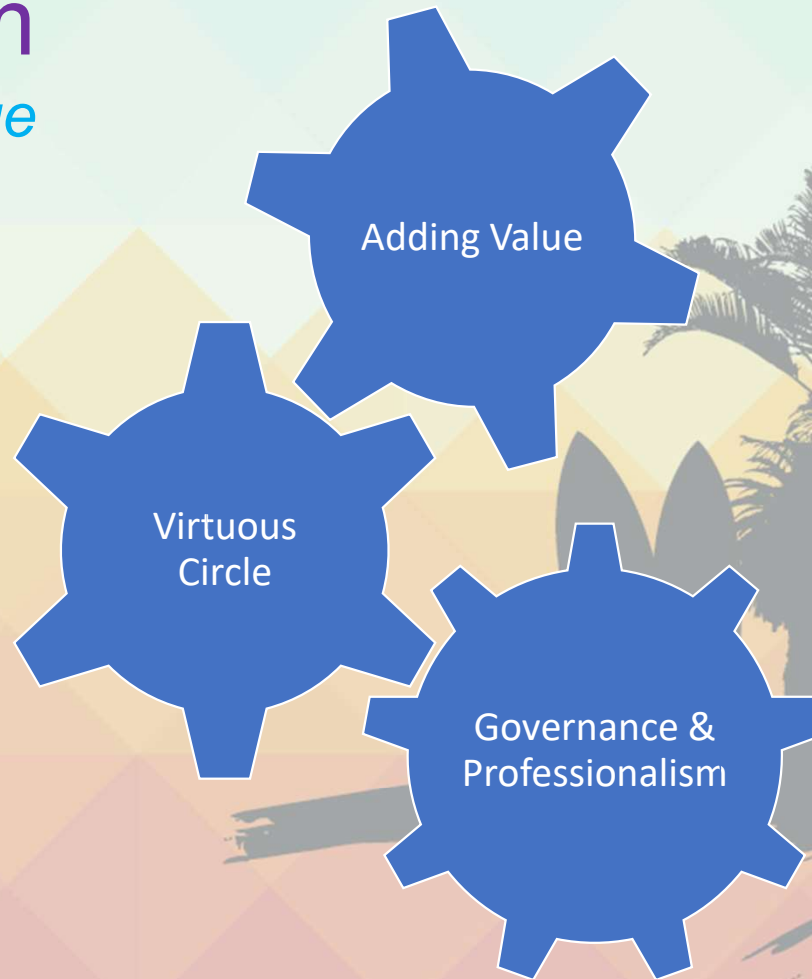 Adding Value
Virtuous
Circle
Governance &
Professionalism